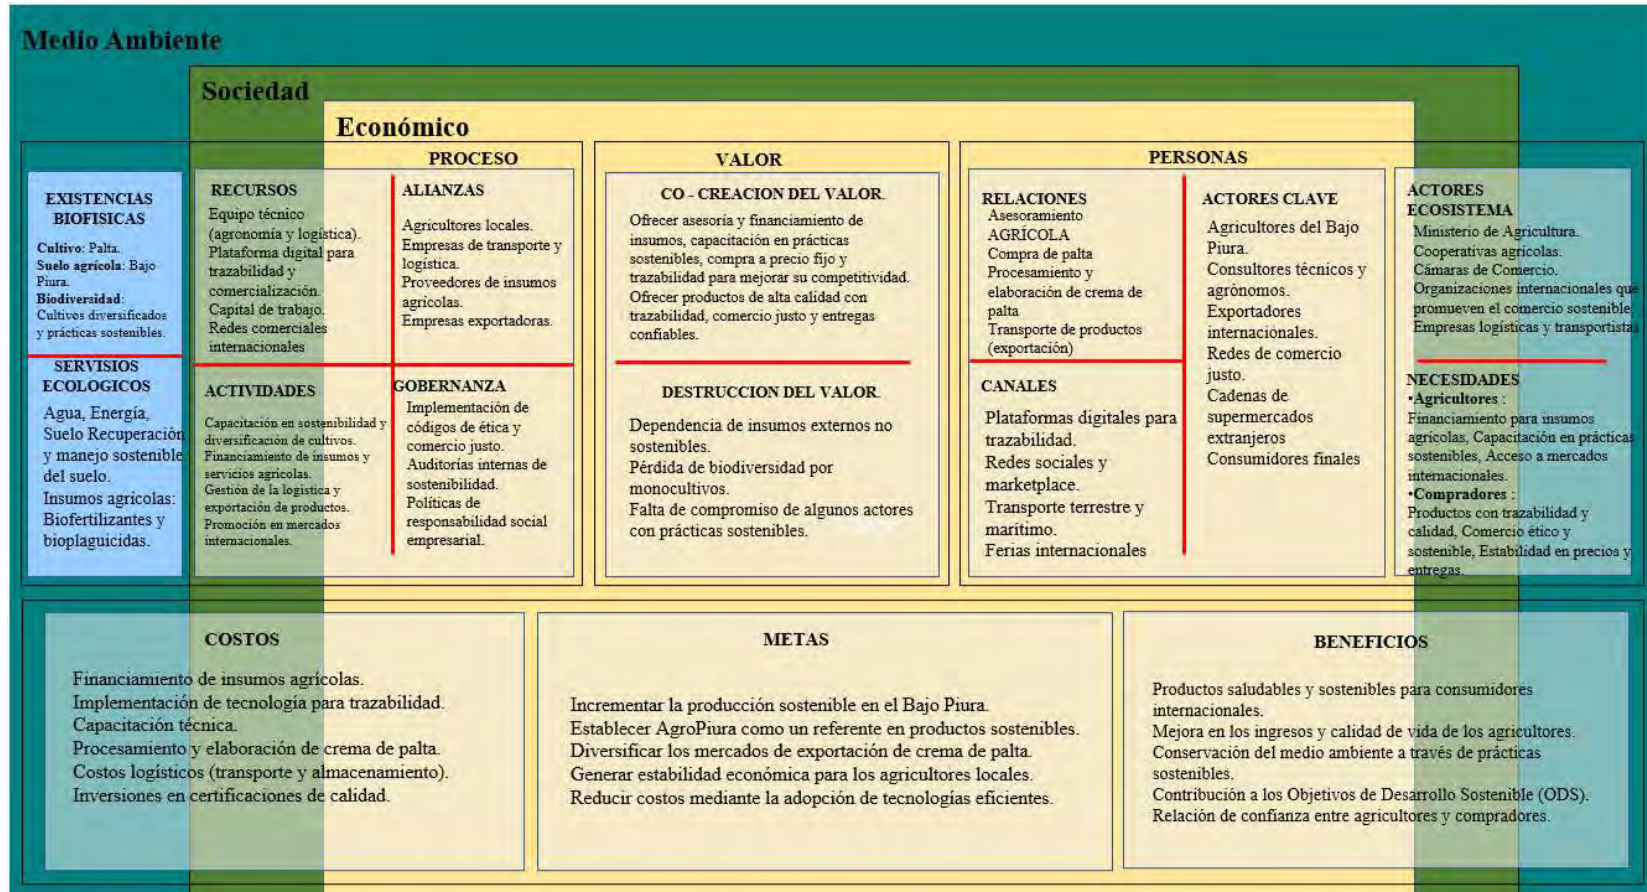 Medio Ambiente
Sociedad
Económico
PROCESO
VALOR
PERSONAS
EXISTENCIAS
BIOFISICAS
Cultivo: Palta.
Suelo agrícola: Bajo
Piura.
Biodiversidad:
Cultivos diversificados
y prácticas sostenibles.
SERVISIOS
ECOLOGICOS
Agua, Energía,
Suelo Recuperación
y manejo sostenible
del suelo.
Insumos agrícolas:
Biofertilizantes y
bioplaguicidas.
RECURSOS
Equipo técnico
(agronomía y logística).
Plataforma digital para
trazabilidad y
comercialización.
Capital de trabajo.
Redes comerciales
internacionales
ALIANZAS
Agricultores locales.
Empresas de transporte y
logística.
Proveedores de insumos
agrícolas.
Empresas exportadoras.
ACTIVIDADES
Capacitación en sostenibilidad y
diversificación de cultivos.
Financiamiento de insumos y
servicios agrícolas.
Gestión de la logística y
exportación de productos.
Promoción en mercados
internacionales.
GOBERNANZA
Implementación de
códigos de ética y
comercio justo.
Auditorías internas de
sostenibilidad.
Políticas de
responsabilidad social
empresarial.
CO - CREACION DEL VALOR.
Ofrecer asesoría y financiamiento de
insumos, capacitación en prácticas
sostenibles, compra a precio fijo y
trazabilidad para mejorar su competitividad.
Ofrecer productos de alta calidad con
trazabilidad, comercio justo y entregas
confiables.
DESTRUCCION DEL VALOR.
Dependencia de insumos externos no
sostenibles.
Pérdida de biodiversidad por
monocultivos.
Falta de compromiso de algunos actores
con prácticas sostenibles.
RELACIONES
Asesoramiento
AGRÍCOLA
Compra de palta
Procesamiento y
elaboración de crema de
palta
Transporte de productos
(exportación)
CANALES
Plataformas digitales para
trazabilidad.
Redes sociales y
marketplace.
Transporte terrestre y
marítimo.
Ferias internacionales
ACTORES CLAVE
Agricultores del Bajo
Piura.
Consultores técnicos y
agrónomos.
Exportadores
internacionales.
Redes de comercio
justo.
Cadenas de
supermercados
extranjeros
Consumidores finales
ACTORES
ECOSISTEMA
Ministerio de Agricultura.
Cooperativas agrícolas.
Cámaras de Comercio.
Organizaciones internacionales que
promueven el comercio sostenible.
Empresas logísticas y transportistas
NECESIDADES
•Agricultores :
Financiamiento para insumos
agrícolas, Capacitación en prácticas
sostenibles, Acceso a mercados
internacionales.
•Compradores :
Productos con trazabilidad y
calidad, Comercio ético y
sostenible, Estabilidad en precios y
entregas.
COSTOS
Financiamiento de insumos agrícolas.
Implementación de tecnología para trazabilidad.
Capacitación técnica.
Procesamiento y elaboración de crema de palta.
Costos logísticos (transporte y almacenamiento).
Inversiones en certificaciones de calidad.
METAS
Incrementar la producción sostenible en el Bajo Piura.
Establecer AgroPiura como un referente en productos sostenibles.
Diversificar los mercados de exportación de crema de palta.
Generar estabilidad económica para los agricultores locales.
Reducir costos mediante la adopción de tecnologías eficientes.
BENEFICIOS
Productos saludables y sostenibles para consumidores
internacionales.
Mejora en los ingresos y calidad de vida de los agricultores.
Conservación del medio ambiente a través de prácticas
sostenibles.
Contribución a los Objetivos de Desarrollo Sostenible (ODS).
Relación de confianza entre agricultores y compradores.